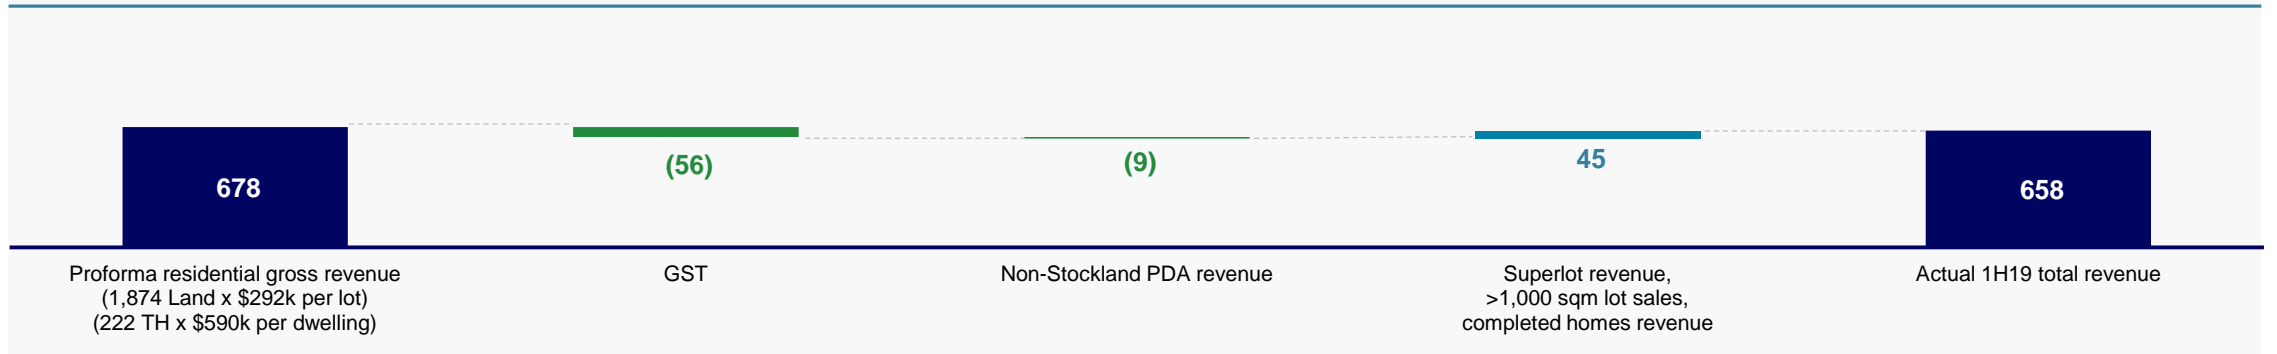 678
(56)
(9)
45
658
Proforma residential gross revenue
(1,874 Land x $292k per lot)
(222 TH x $590k per dwelling)
GST
Non-Stockland PDA revenue
Superlot revenue,
>1,000 sqm lot sales,
completed homes revenue
Actual 1H19 total revenue